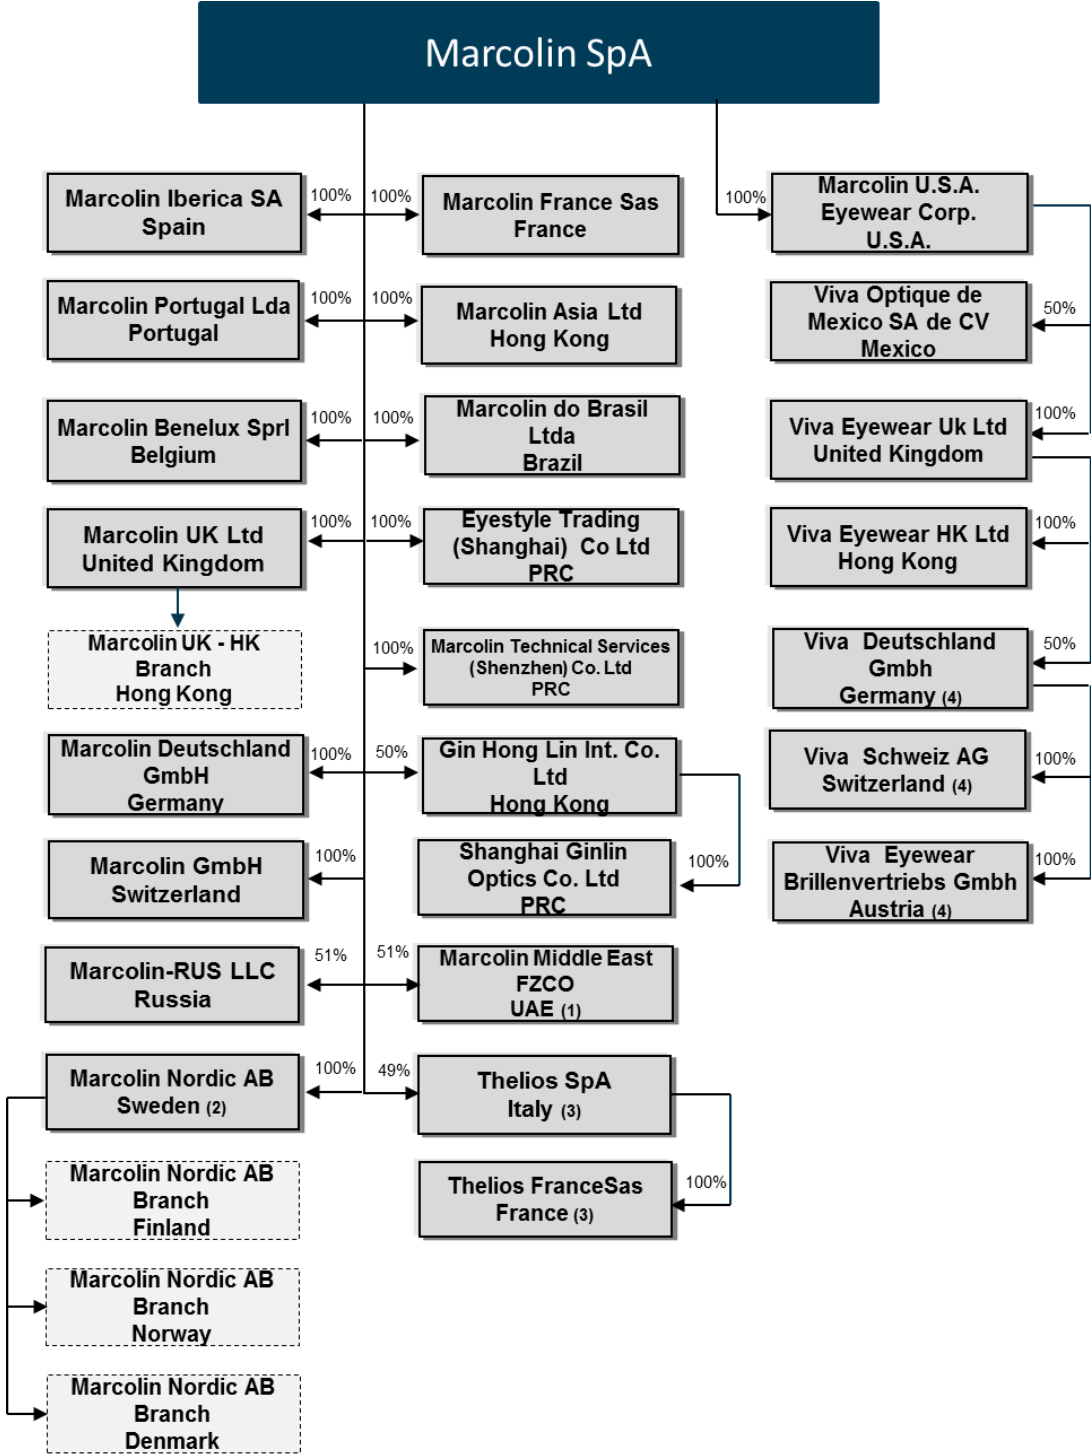 Marcolin SpA
100%
Marcolin Iberica SA
Spain
100%
Marcolin France Sas
France
100%
Marcolin U.S.A.
Eyewear Corp.
U.S.A.
100%
Marcolin Portugal Lda
Portugal
100%
Marcolin Asia Ltd
Hong Kong
Viva Optique de
Mexico SA de CV
Mexico
50%
Marcolin Benelux Sprl
Belgium
100%
100%
Marcolin do Brasil
Ltda
Brazil
Viva Eyewear Uk Ltd
United Kingdom
100%
Marcolin UK Ltd
United Kingdom
100%
100%
Eyestyle Trading
(Shanghai) Co Ltd
PRC
Viva Eyewear HK Ltd
Hong Kong
100%
Marcolin UK - HK
Branch
Hong Kong
100%
Marcolin Technical Services
(Shenzhen) Co. Ltd
PRC
Viva Deutschland
Gmbh
Germany (4)
50%
Marcolin Deutschland
GmbH
Germany
100%
50%
Gin Hong Lin Int. Co.
Ltd
Hong Kong
Viva Schweiz AG
Switzerland (4)
100%
Marcolin GmbH
Switzerland
100%
Shanghai Ginlin
Optics Co. Ltd
PRC
100%
Viva Eyewear
Brillenvertriebs Gmbh
Austria (4)
100%
Marcolin-RUS LLC
Russia
51%
51%
Marcolin Middle East
FZCO
UAE (1)
Marcolin Nordic AB
Sweden (2)
100%
49%
Thelios SpA
Italy (3)
Marcolin Nordic AB
Branch
Finland
Thelios FranceSas
France (3)
100%
Marcolin Nordic AB
Branch
Norway
Marcolin Nordic AB
Branch
Denmark